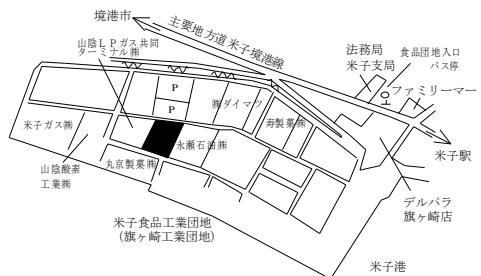 境港市
主要地方道米子境港線
山陰LPガス共同
ターミナル㈱
法務局
米子支局
食品団地入口
バス停
ファミリーマー
P
P
㈱ダイマツ
寿製菓㈱
米子ガス㈱
永瀬石油㈱
米子駅
山陰酸素
工業㈱
丸京製菓㈱
デルパラ
旗ヶ崎店
米子食品工業団地
(旗ヶ崎工業団地)
米子港